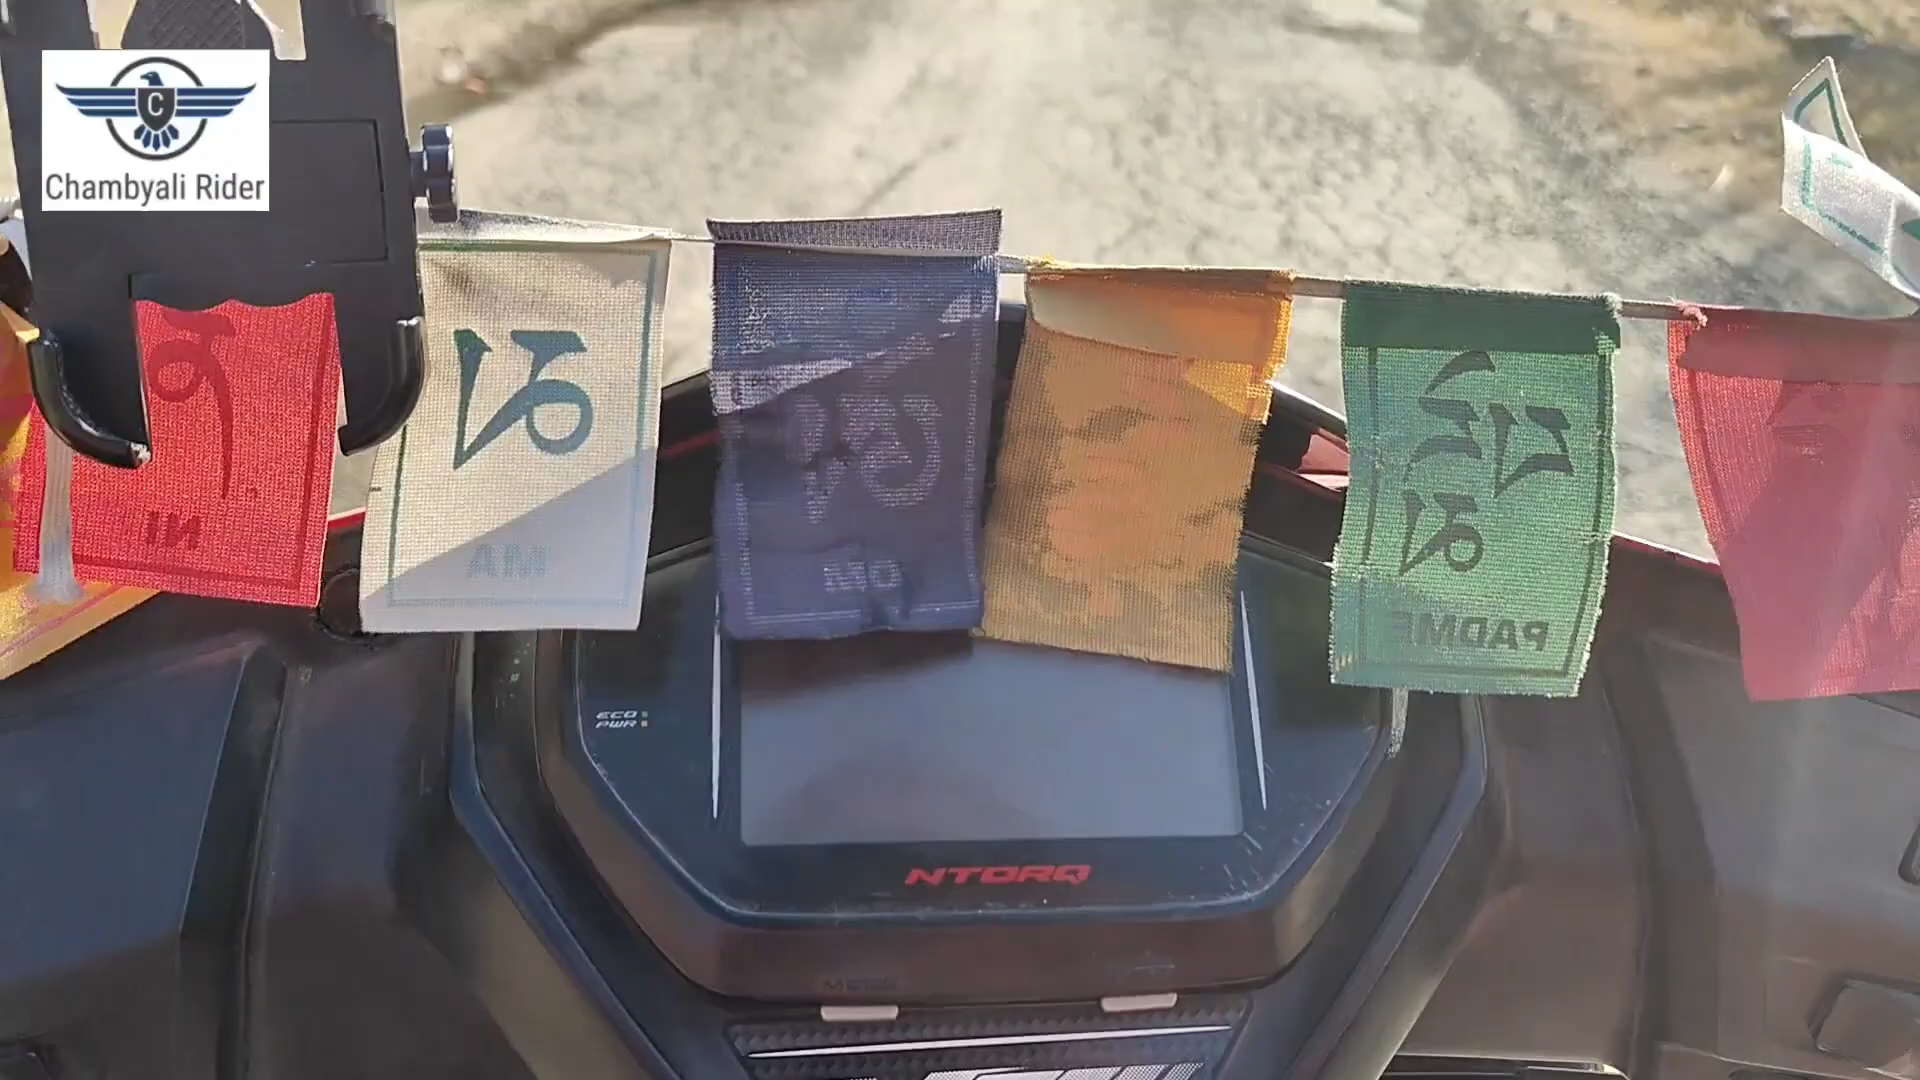 Chambyali Rider
མ
པདྨེ
NI
MA
OM
PADME
ECO
PWR
NTORQ